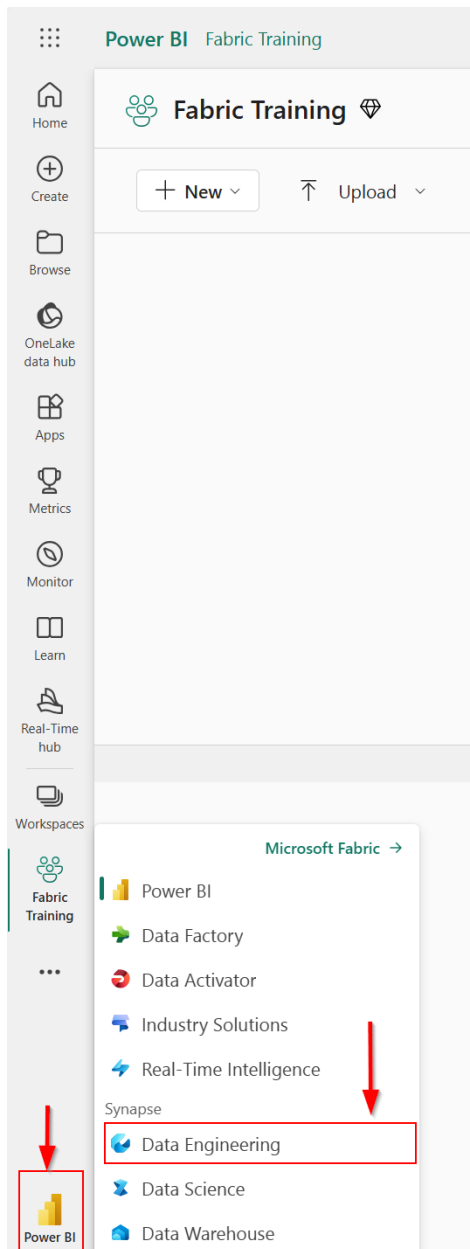 Power BI Fabric Training
Home
Fabric Training
Create
New
Upload
Browse
OneLake
data hub
Apps
Metrics
Monitor
Learn
Real-Time
hub
Workspaces
Fabric
Training
Microsoft Fabric →
Power BI
Data Factory
Data Activator
Industry Solutions
Real-Time Intelligence
Synapse
Data Engineering
Data Science
Data Warehouse
Power BI